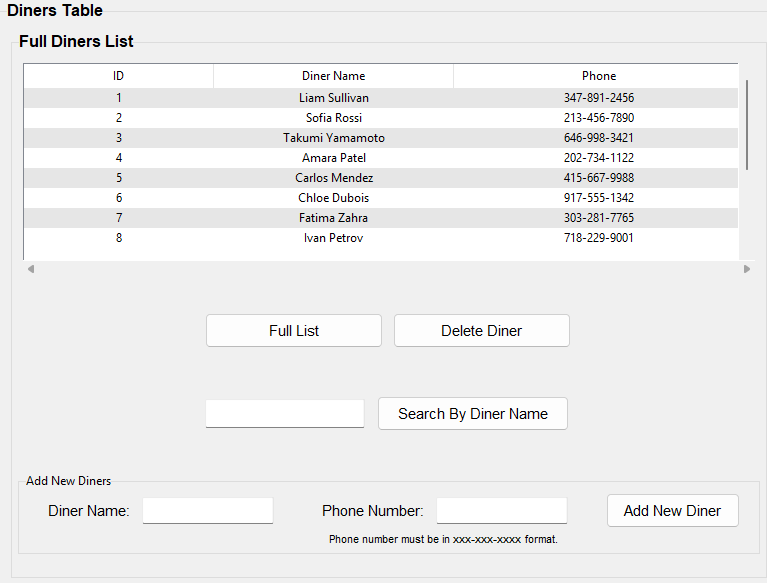 Diners Table
Full Diners List
ID Diner Name Phone
1 Liam Sullivan 347-891-2456
2 Sofia Rossi 213-456-7890
3 Takumi Yamamoto 646-998-3421
4 Amara Patel 202-734-1122
5 Carlos Mendez 415-667-9988
6 Chloe Dubois 917-555-1342
7 Fatima Zahra 303-281-7765
8 Ivan Petrov 718-229-9001
Full List Delete Diner
Search By Diner Name
Add New Diners
Diner Name: Phone Number: Add New Diner
Phone number must be in xxx-xxx-xxxx format.